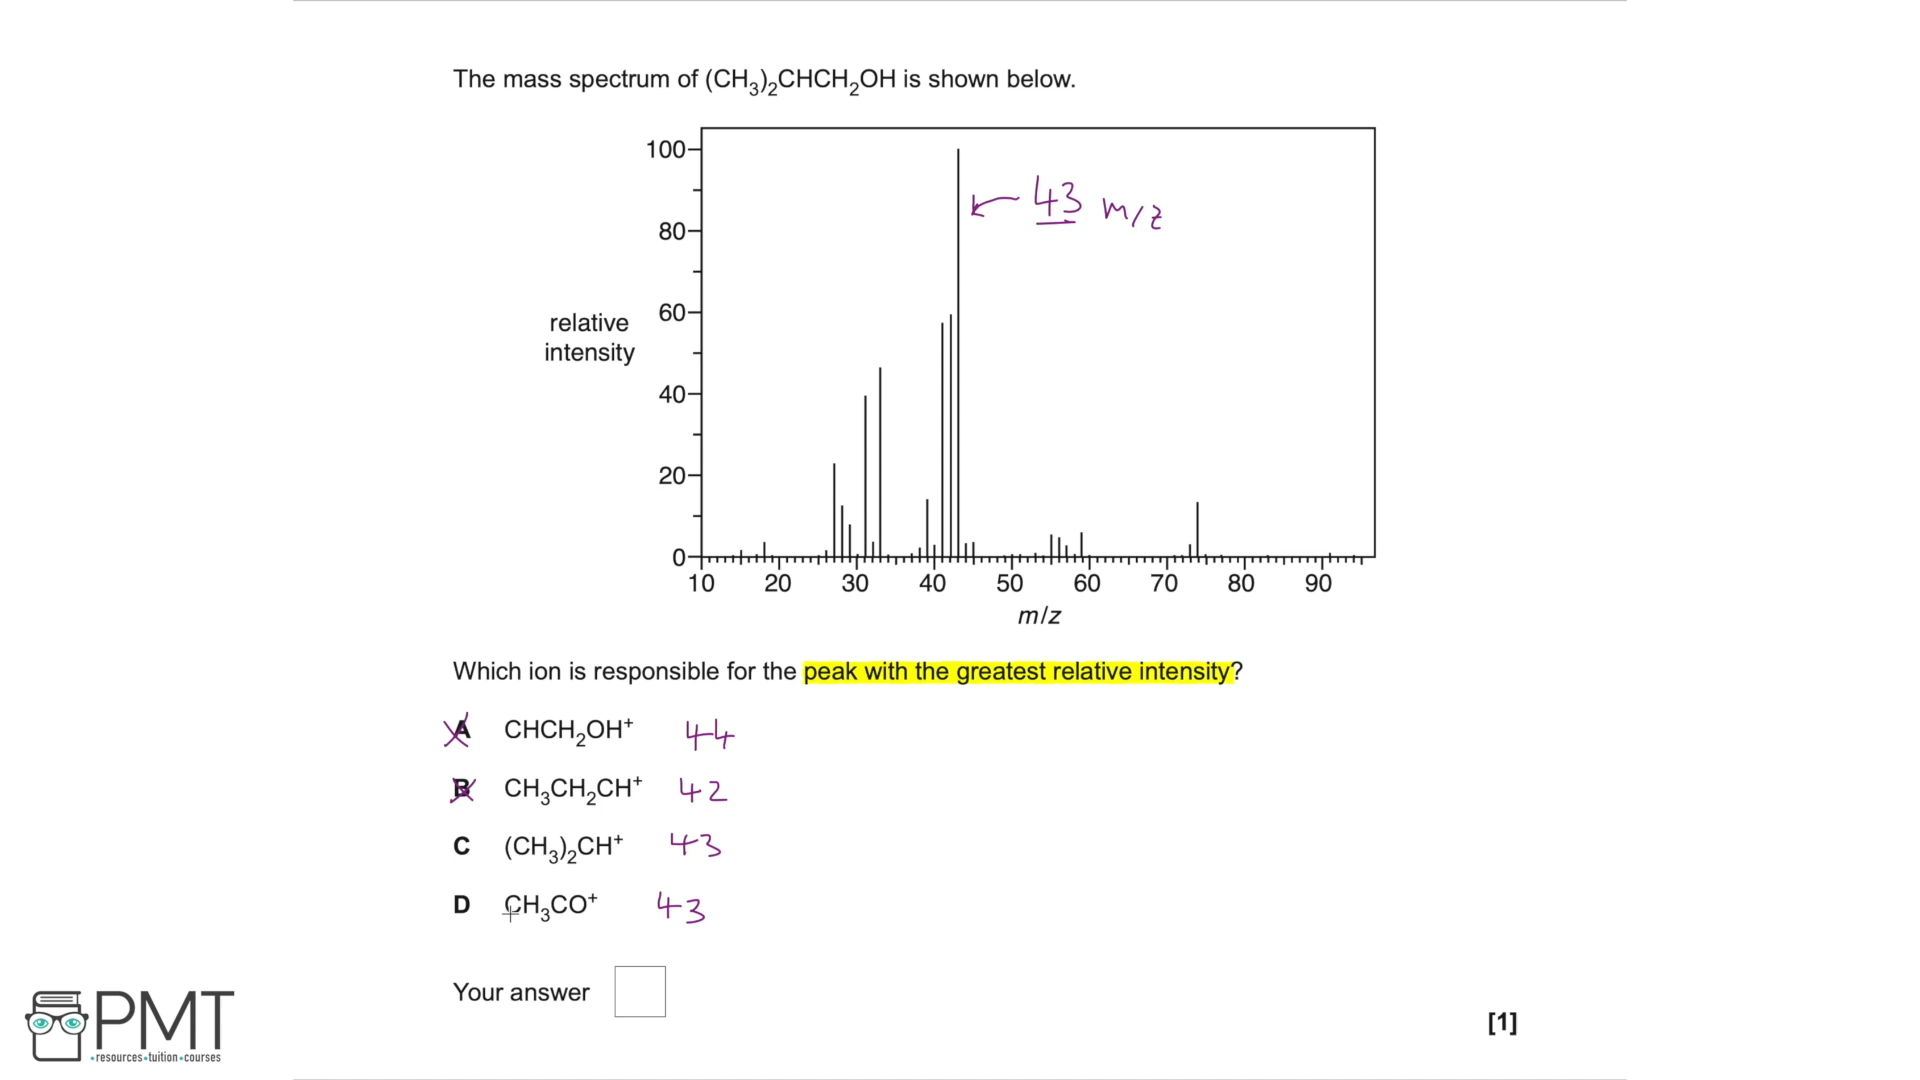 The mass spectrum of (CH₃)₂CHCH₂OH is shown below.
100
80
60
40
20
0
relative
intensity
43 m/z
10 20 30 40 50 60 70 80 90
m/z
Which ion is responsible for the peak with the greatest relative intensity?
A CHCH₂OH⁺ 44
B CH₃CH₂CH⁺ 42
C (CH₃)₂CH⁺ 43
D CH₃CO⁺ 43
Your answer
[1]
PMT
•resources•tuition•courses